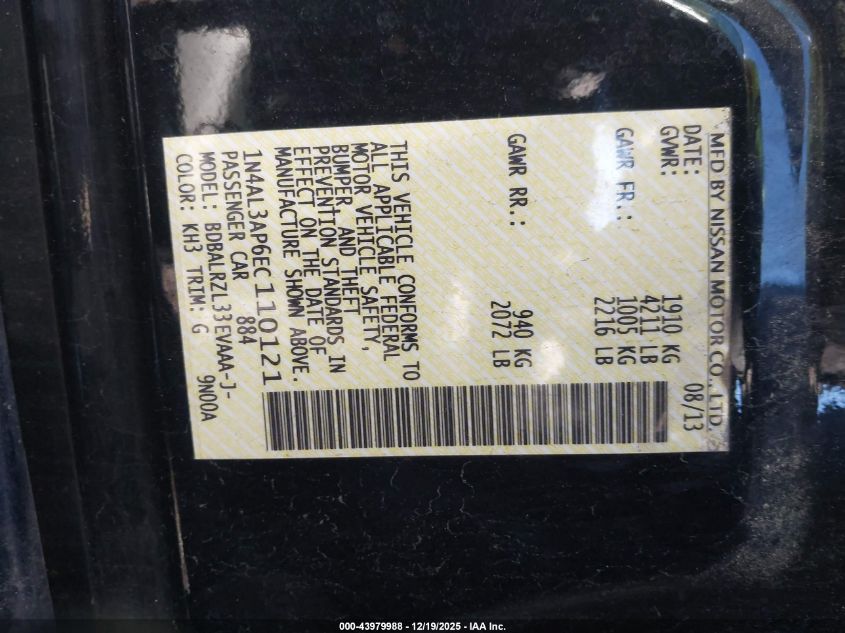 MFD BY NISSAN MOTOR CO., LTD.
DATE: 08/13
GVWR: 1910 KG
4211 LB
GAWR FR.: 1005 KG
2216 LB
GAWR RR.: 940 KG
2072 LB
THIS VEHICLE CONFORMS TO
ALL APPLICABLE FEDERAL
MOTOR VEHICLE SAFETY,
BUMPER, AND THEFT
PREVENTION STANDARDS IN
EFFECT ON THE DATE OF
MANUFACTURE SHOWN ABOVE.
1N4AL3AP6EC110121
PASSENGER CAR 884
MODEL: BDBALRZL33EVAAA-J-
COLOR: KH3 TRIM: G 9N00A
000-43979988 - 12/19/2025 - IAA Inc.